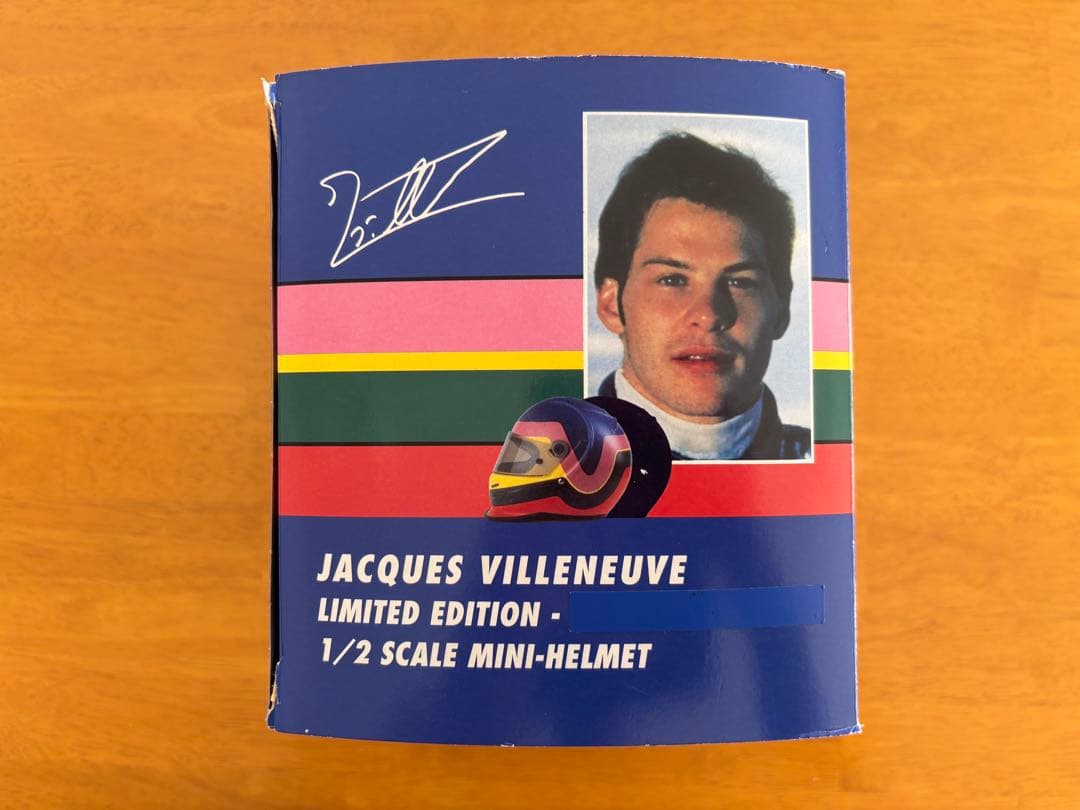 JACQUES VILLENEUVE
LIMITED EDITION -
1/2 SCALE MINI-HELMET